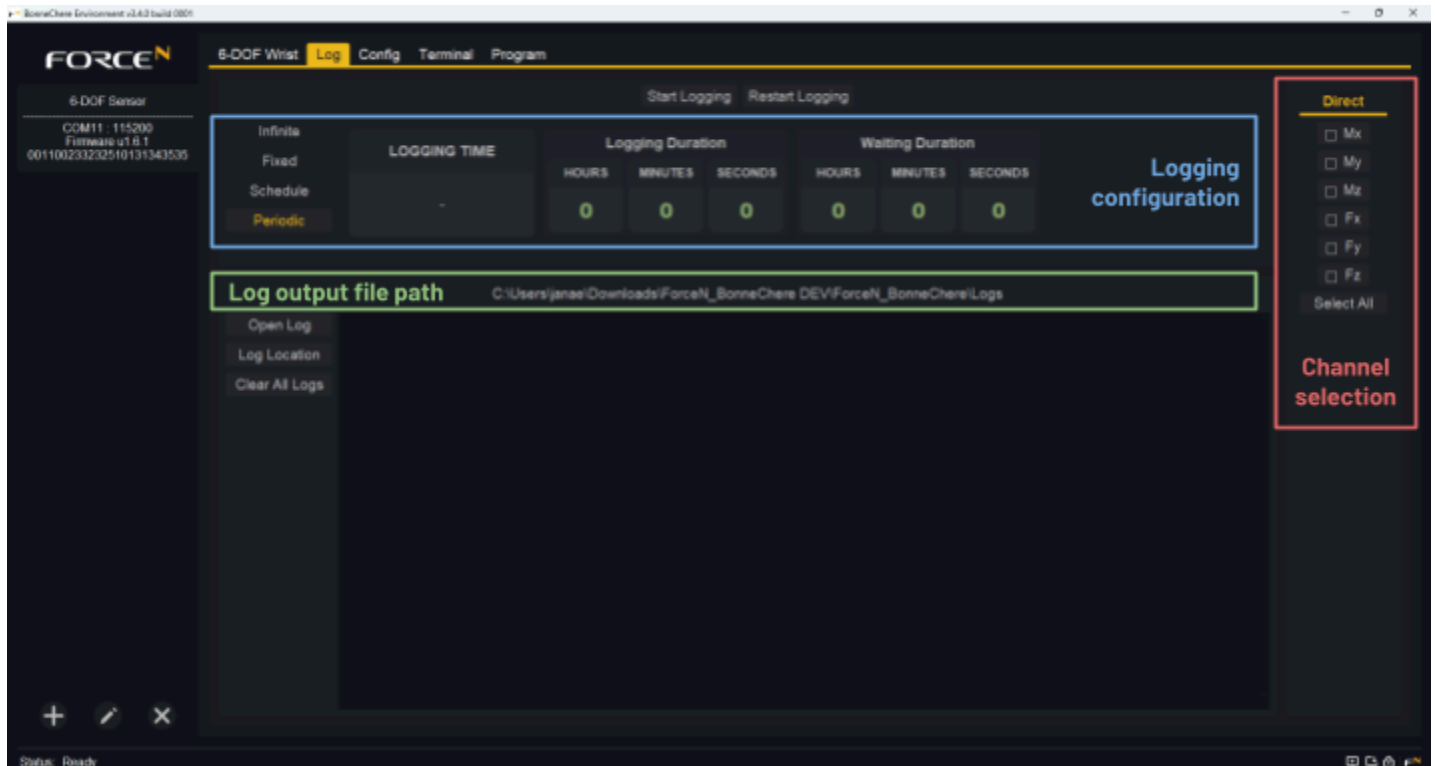 BonneChere Environment v3.4.0 build 0001
FORCEN
6-DOF Wrist Log Config Terminal Program
6-DOF Sensor
COM11 : 115200
Firmware v1.6.1
001100233232510131343535
Start Logging Restart Logging
Infinite
Fixed
Schedule
Periodic
LOGGING TIME
-
Logging Duration
HOURS MINUTES SECONDS
0 0 0
Waiting Duration
HOURS MINUTES SECONDS
0 0 0
Logging
configuration
Log output file path
C:\Users\janae\Downloads\ForceN_BonneChere DEV\ForceN_BonneChere\Logs
Open Log
Log Location
Clear All Logs
Direct
Mx
My
Mz
Fx
Fy
Fz
Select All
Channel
selection
Status: Ready